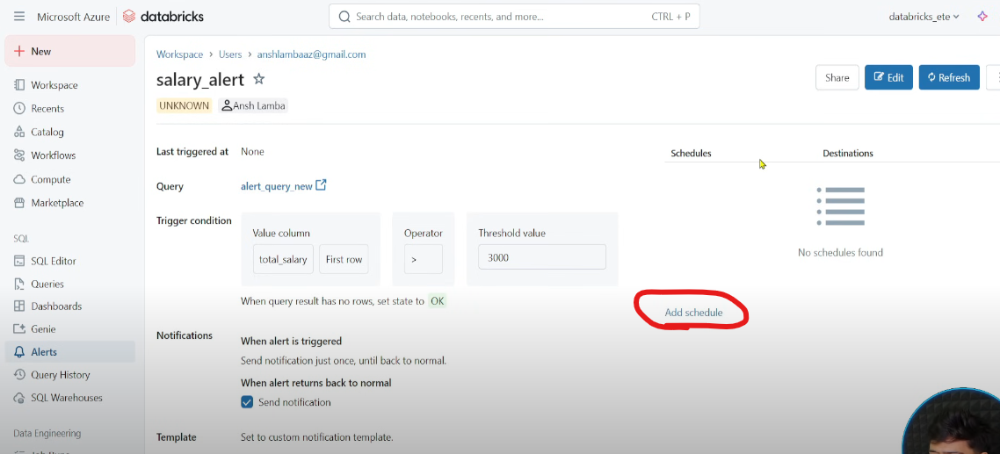 Microsoft Azure databricks
Search data, notebooks, recents, and more... CTRL + P
databricks_ete
New
Workspace
Recents
Catalog
Workflows
Compute
Marketplace
SQL
SQL Editor
Queries
Dashboards
Genie
Alerts
Query History
SQL Warehouses
Data Engineering
Workspace > Users > anshlambaaz@gmail.com
salary_alert
Share Edit Refresh
UNKNOWN Ansh Lamba
Last triggered at None
Query alert_query_new
Trigger condition
Value column Operator Threshold value
total_salary First row > 3000
When query result has no rows, set state to OK
Notifications
When alert is triggered
Send notification just once, until back to normal.
When alert returns back to normal
Send notification
Template Set to custom notification template.
Schedules Destinations
No schedules found
Add schedule